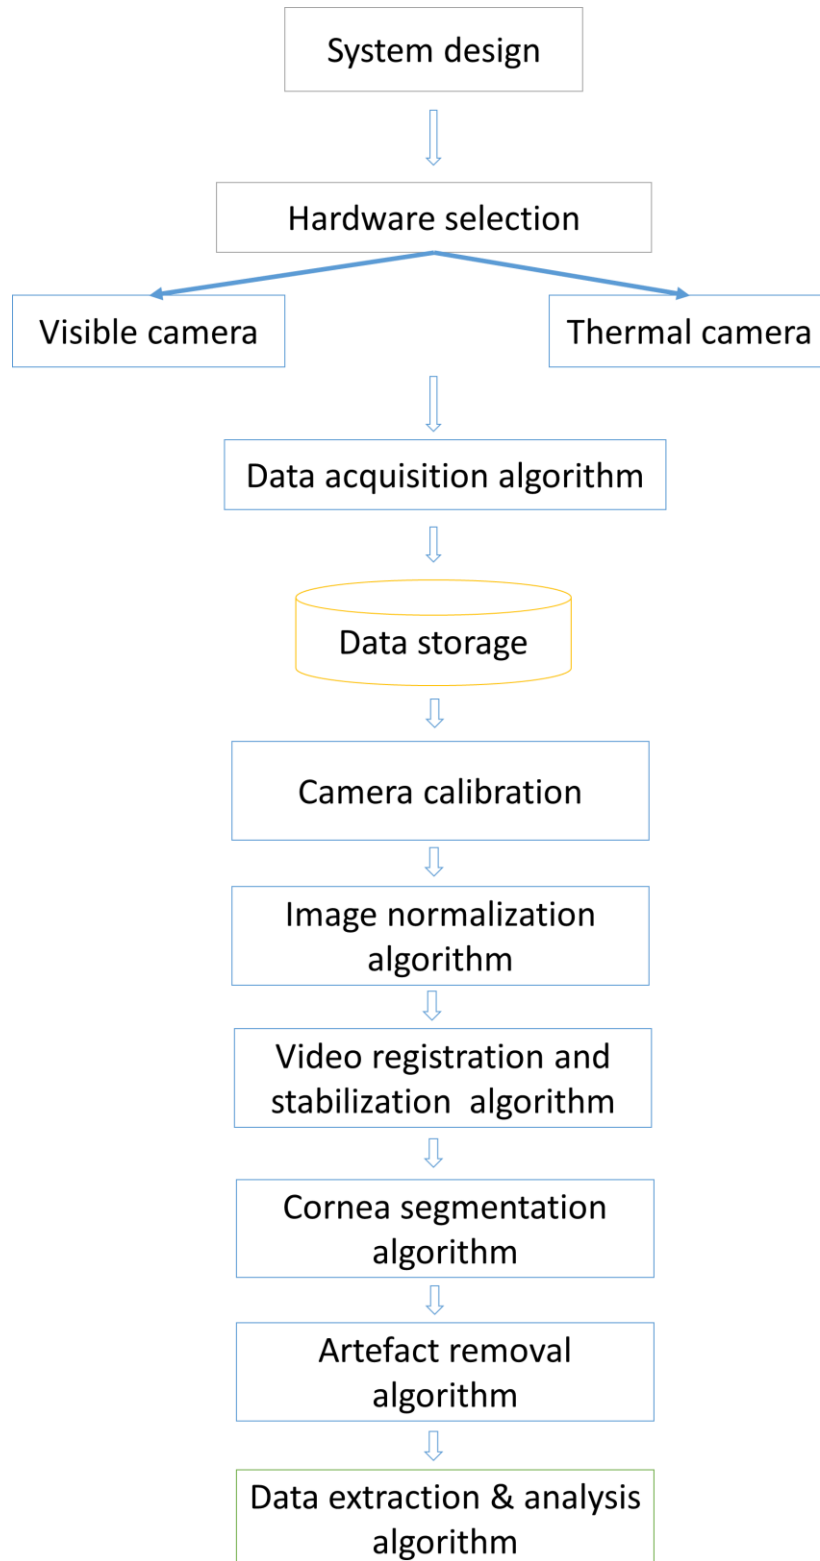 System design
Hardware selection
Visible camera
Thermal camera
Data acquisition algorithm
Data storage
Camera calibration
Image normalization
algorithm
Video registration and
stabilization algorithm
Cornea segmentation
algorithm
Artefact removal
algorithm
Data extraction & analysis
algorithm